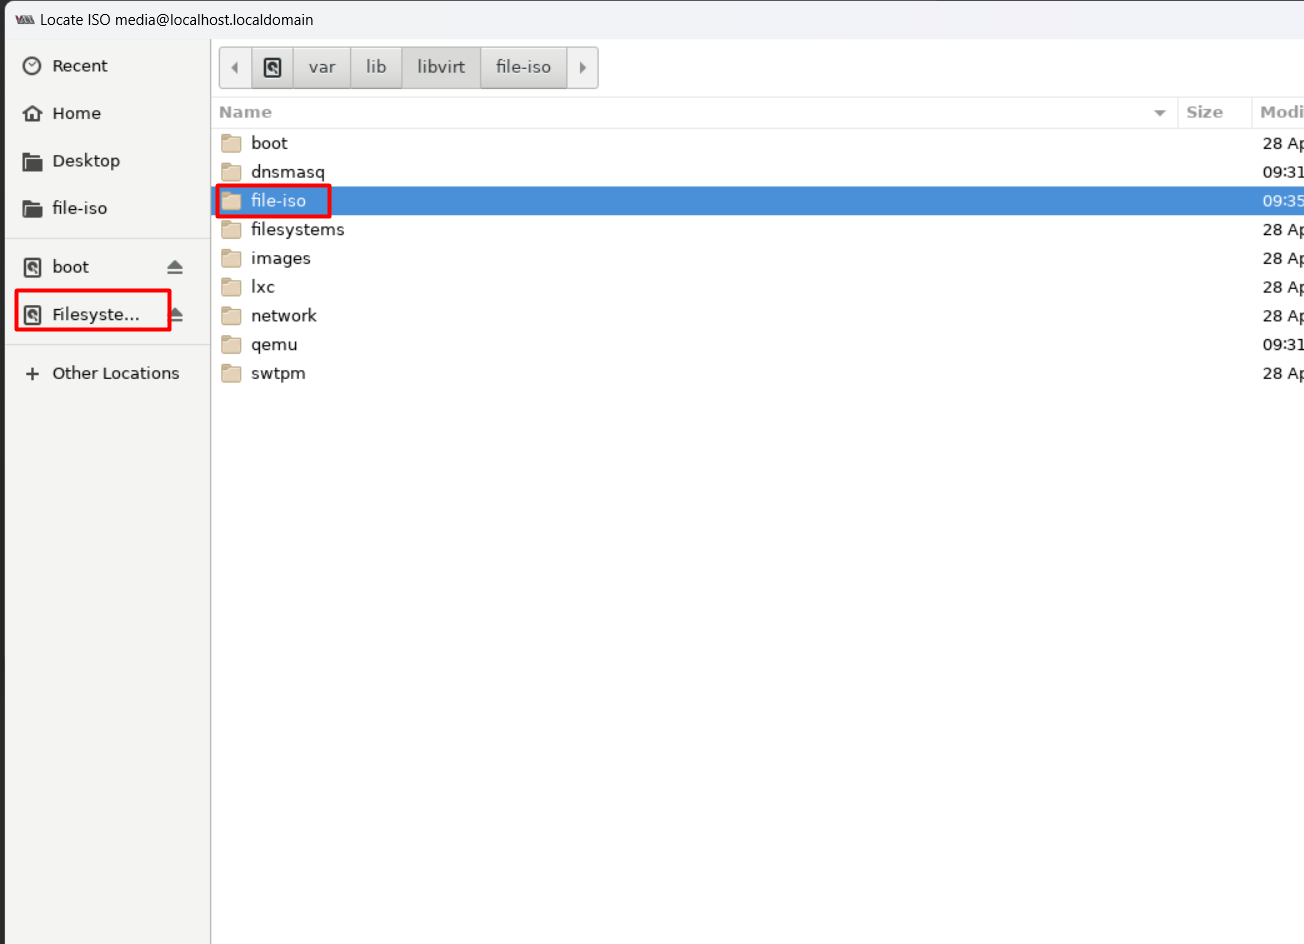 Locate ISO media@localhost.localdomain
Recent
Home
Desktop
file-iso
boot
Filesyste...
Other Locations
var lib libvirt file-iso
Name Size Modi
boot 28 Ap
dnsmasq 09:31
file-iso 09:35
filesystems 28 Ap
images 28 Ap
lxc 28 Ap
network 28 Ap
qemu 09:31
swtpm 28 Ap